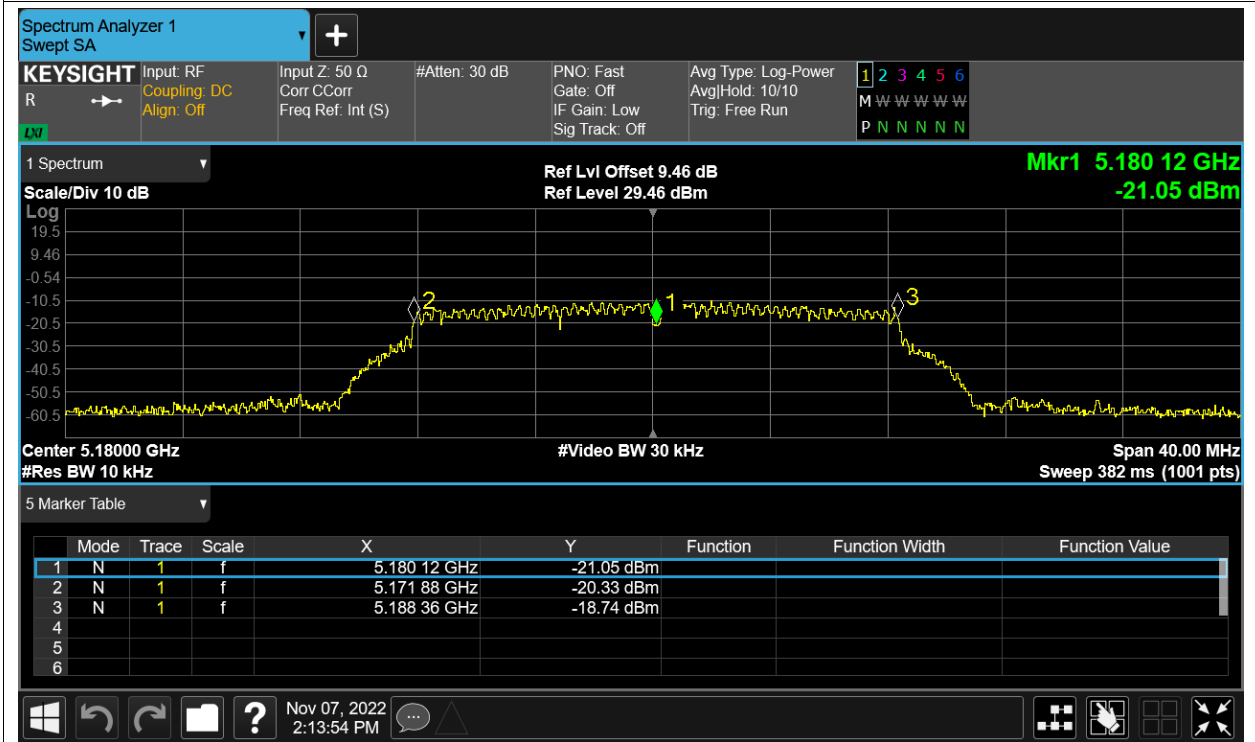 Spectrum Analyzer 1
Swept SA
+
KEYSIGHT Input: RF Input Z: 50 Ω #Atten: 30 dB PNO: Fast Avg Type: Log-Power 1 2 3 4 5 6
R Coupling: DC Corr CCorr Gate: Off Avg|Hold: 10/10 M W W W W W
Align: Off Freq Ref: Int (S) IF Gain: Low Trig: Free Run
LXI Sig Track: Off P N N N N N
1 Spectrum Ref Lvl Offset 9.46 dB Mkr1 5.180 12 GHz
Scale/Div 10 dB Ref Level 29.46 dBm -21.05 dBm
Log
19.5
9.46
-0.54
-10.5
2 1 3
-20.5
-30.5
-40.5
-50.5
-60.5
Center 5.18000 GHz #Video BW 30 kHz Span 40.00 MHz
#Res BW 10 kHz Sweep 382 ms (1001 pts)
5 Marker Table
Mode Trace Scale X Y Function Function Width Function Value
1 N 1 f 5.180 12 GHz -21.05 dBm
2 N 1 f 5.171 88 GHz -20.33 dBm
3 N 1 f 5.188 36 GHz -18.74 dBm
4
5
6
? Nov 07, 2022
2:13:54 PM